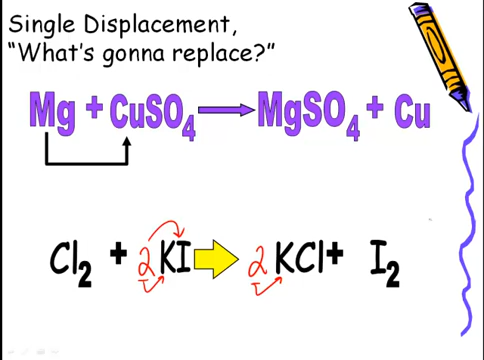 Single Displacement,
“What's gonna replace?”
Mg + CuSO₄ → MgSO₄ + Cu
Cl₂ + 2KI → 2KCl + I₂